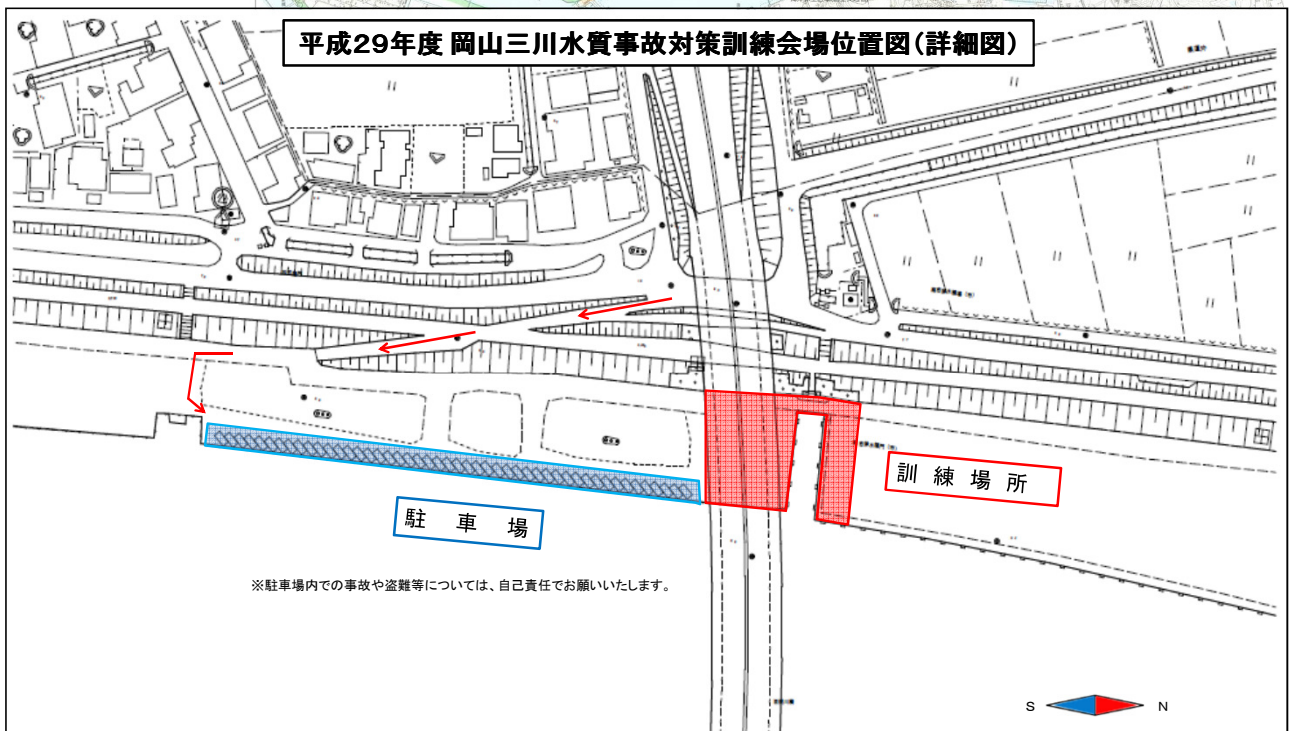 平成29年度 岡山三川水質事故対策訓練会場位置図(詳細図)
訓練場所
駐車場
※駐車場内での事故や盗難等については、自己責任でお願いいたします。
S N